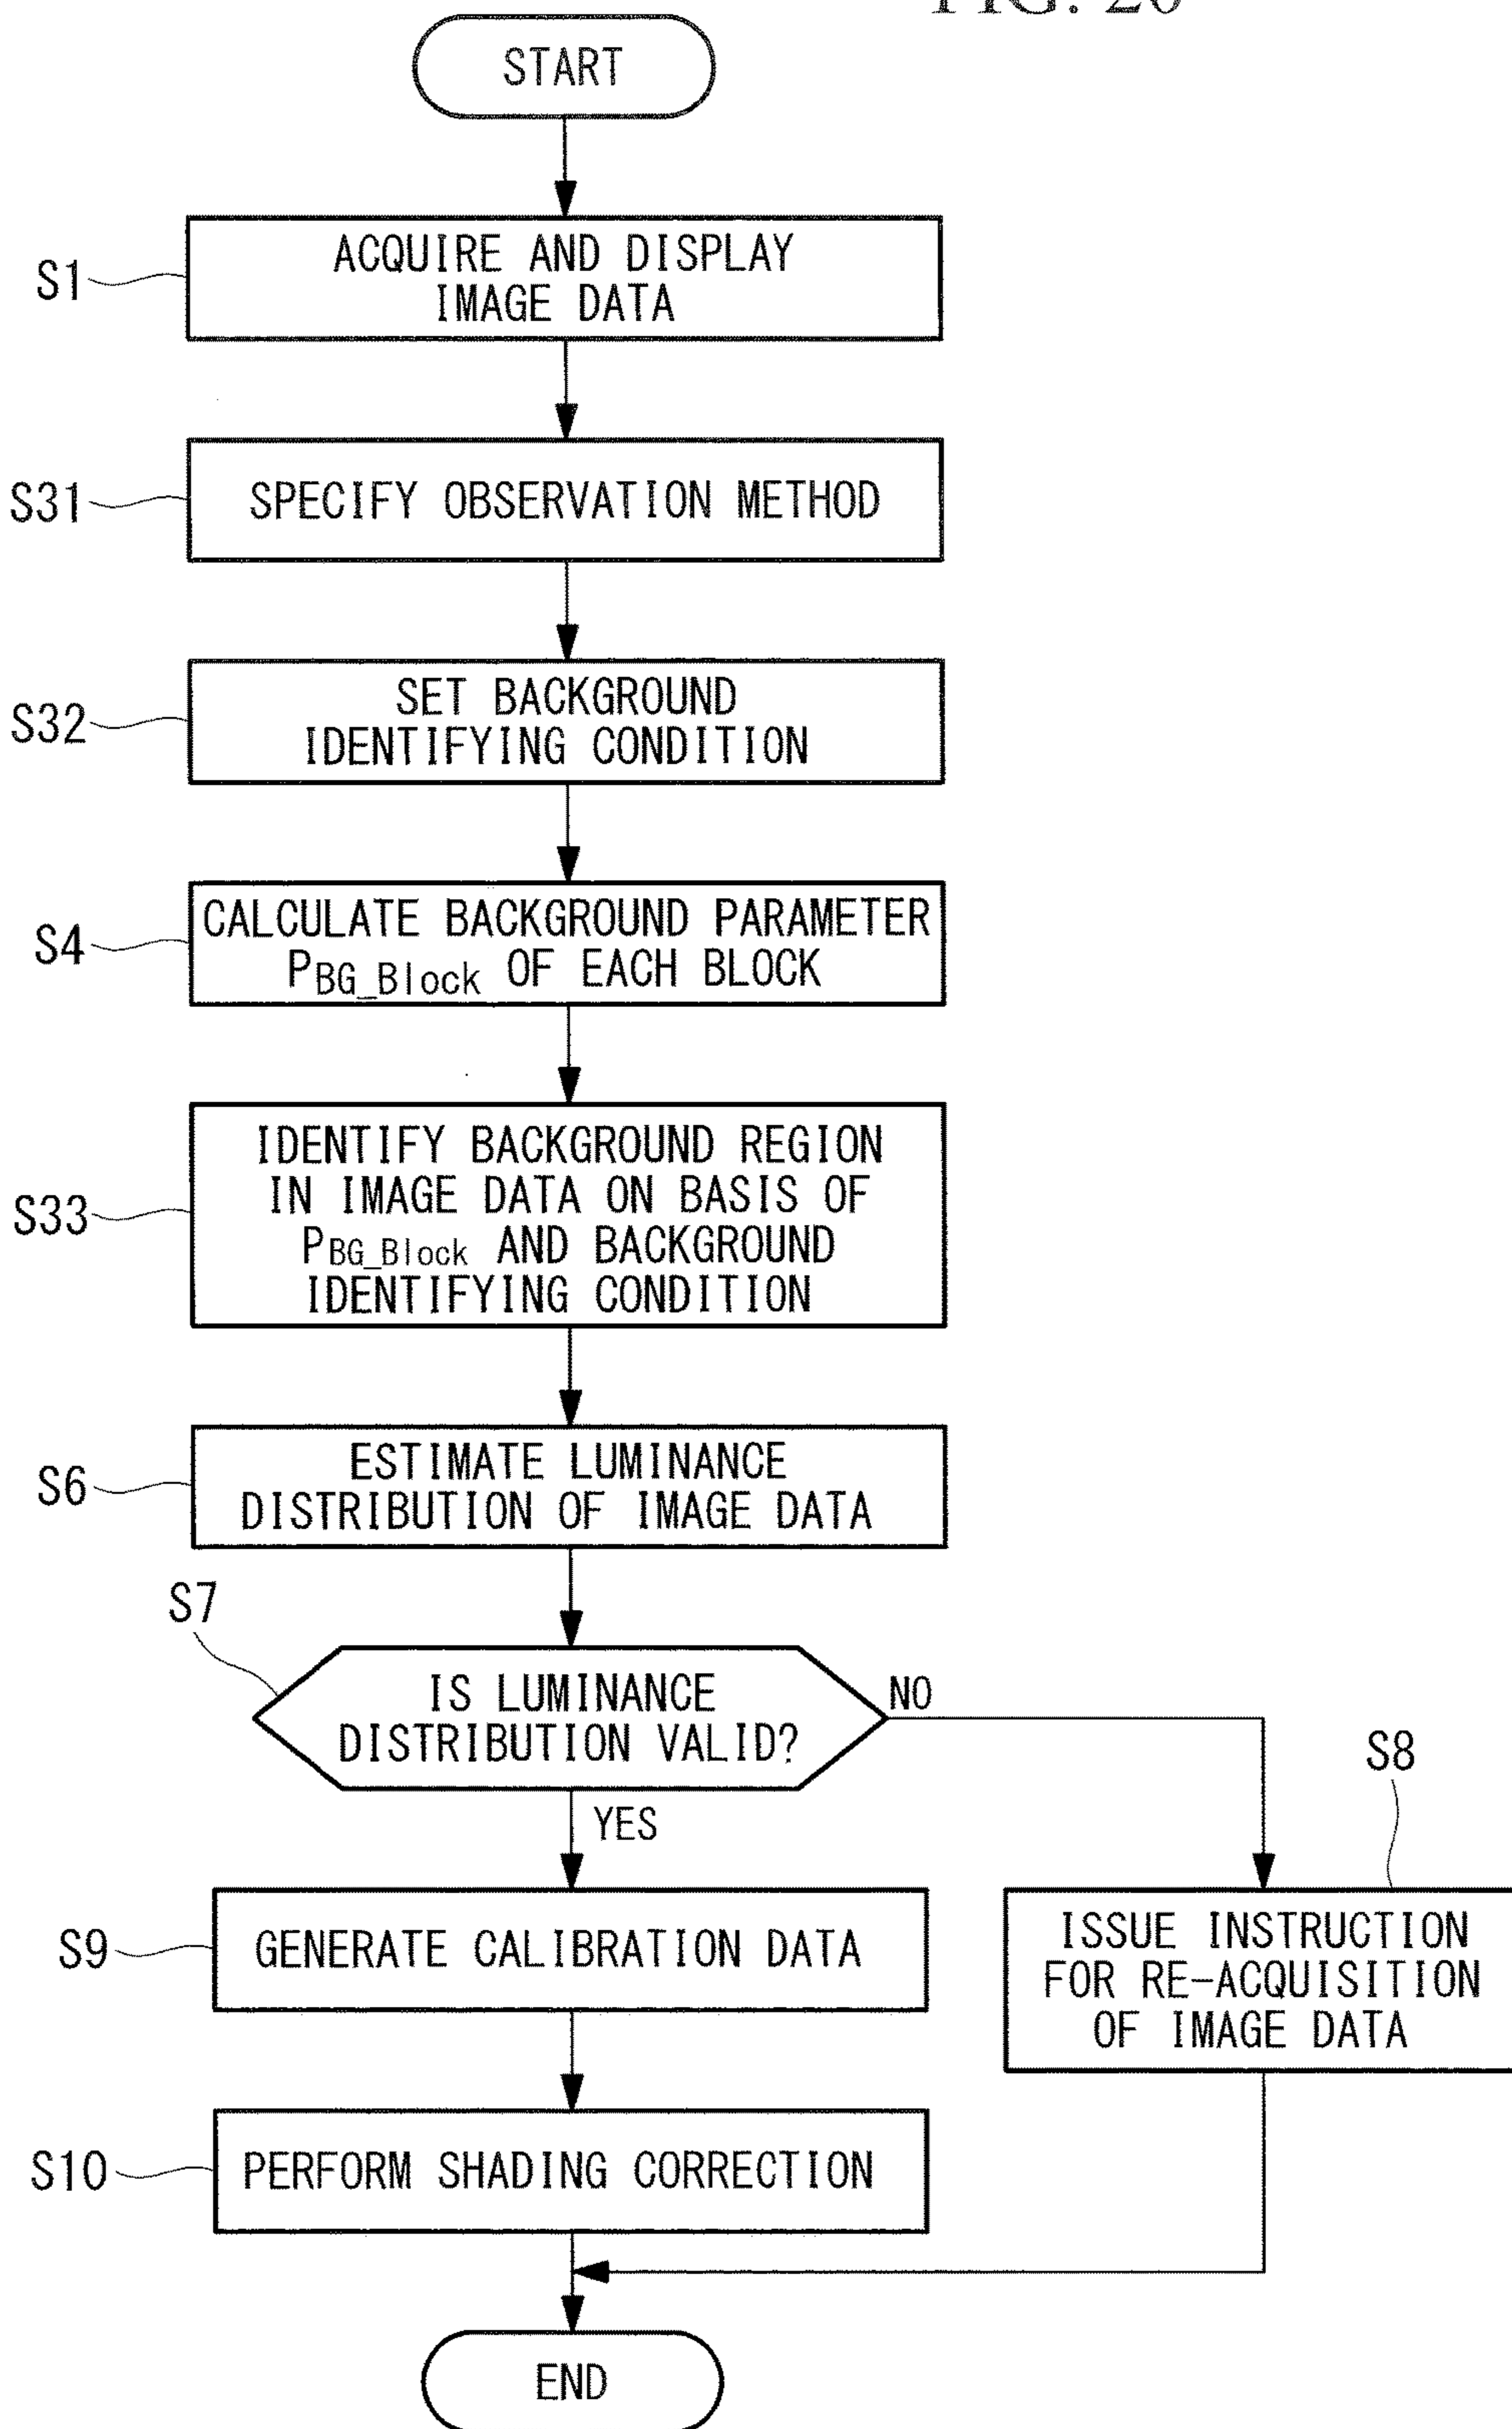 FIG. 20
START
S1
ACQUIRE AND DISPLAY
IMAGE DATA
S31
SPECIFY OBSERVATION METHOD
S32
SET BACKGROUND
IDENTIFYING CONDITION
S4
CALCULATE BACKGROUND PARAMETER
PBG_Block OF EACH BLOCK
S33
IDENTIFY BACKGROUND REGION
IN IMAGE DATA ON BASIS OF
PBG_Block AND BACKGROUND
IDENTIFYING CONDITION
S6
ESTIMATE LUMINANCE
DISTRIBUTION OF IMAGE DATA
S7
IS LUMINANCE
DISTRIBUTION VALID?
NO
YES
S8
ISSUE INSTRUCTION
FOR RE-ACQUISITION
OF IMAGE DATA
S9
GENERATE CALIBRATION DATA
S10
PERFORM SHADING CORRECTION
END